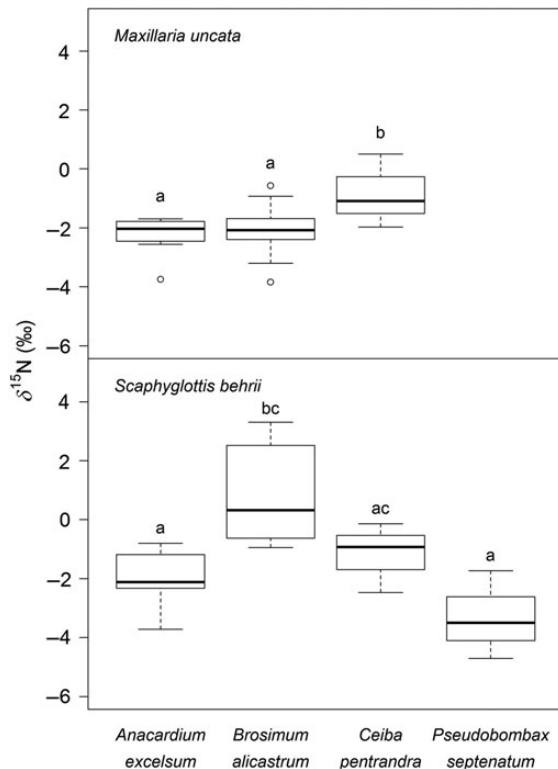 Maxillaria uncata
4
2
0
–2
–4
–6
a
a
b
δ15N (‰)
Scaphyglottis behrii
4
2
0
–2
–4
–6
a
bc
ac
a
Anacardium Brosimum Ceiba Pseudobombax
excelsum alicastrum pentrandra septenatum